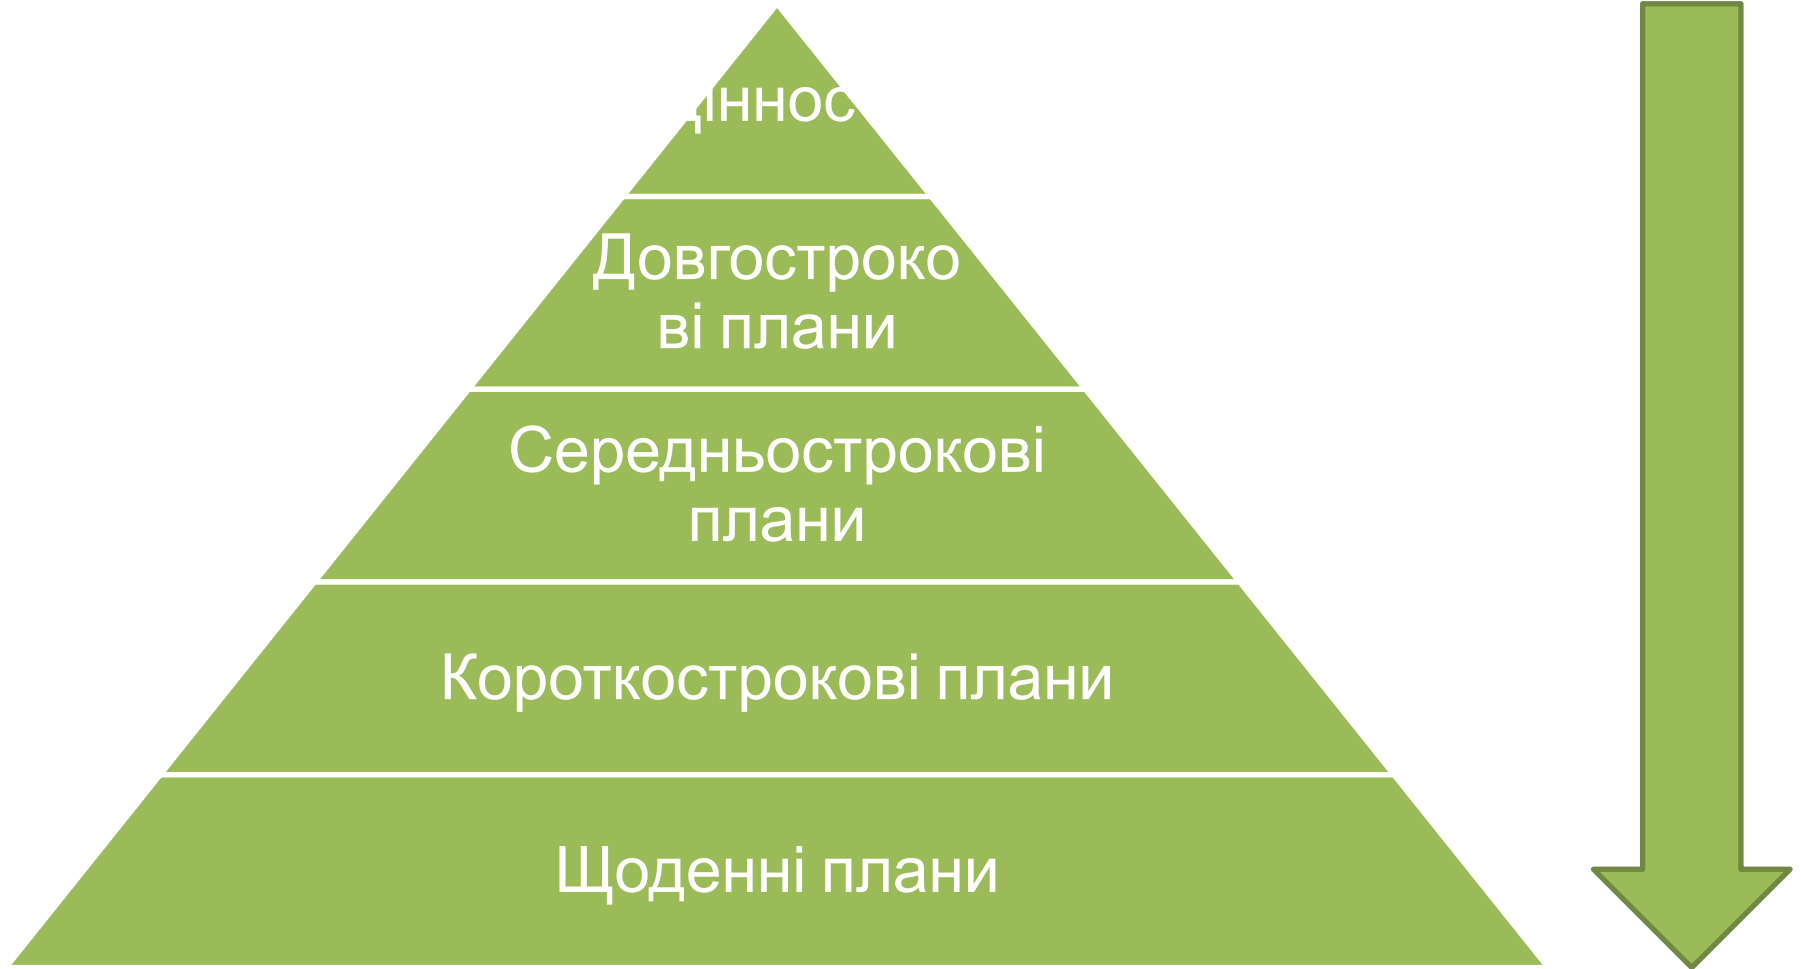 Довгостроко
ві плани
Середньострокові
плани
Короткострокові плани
Щоденні плани